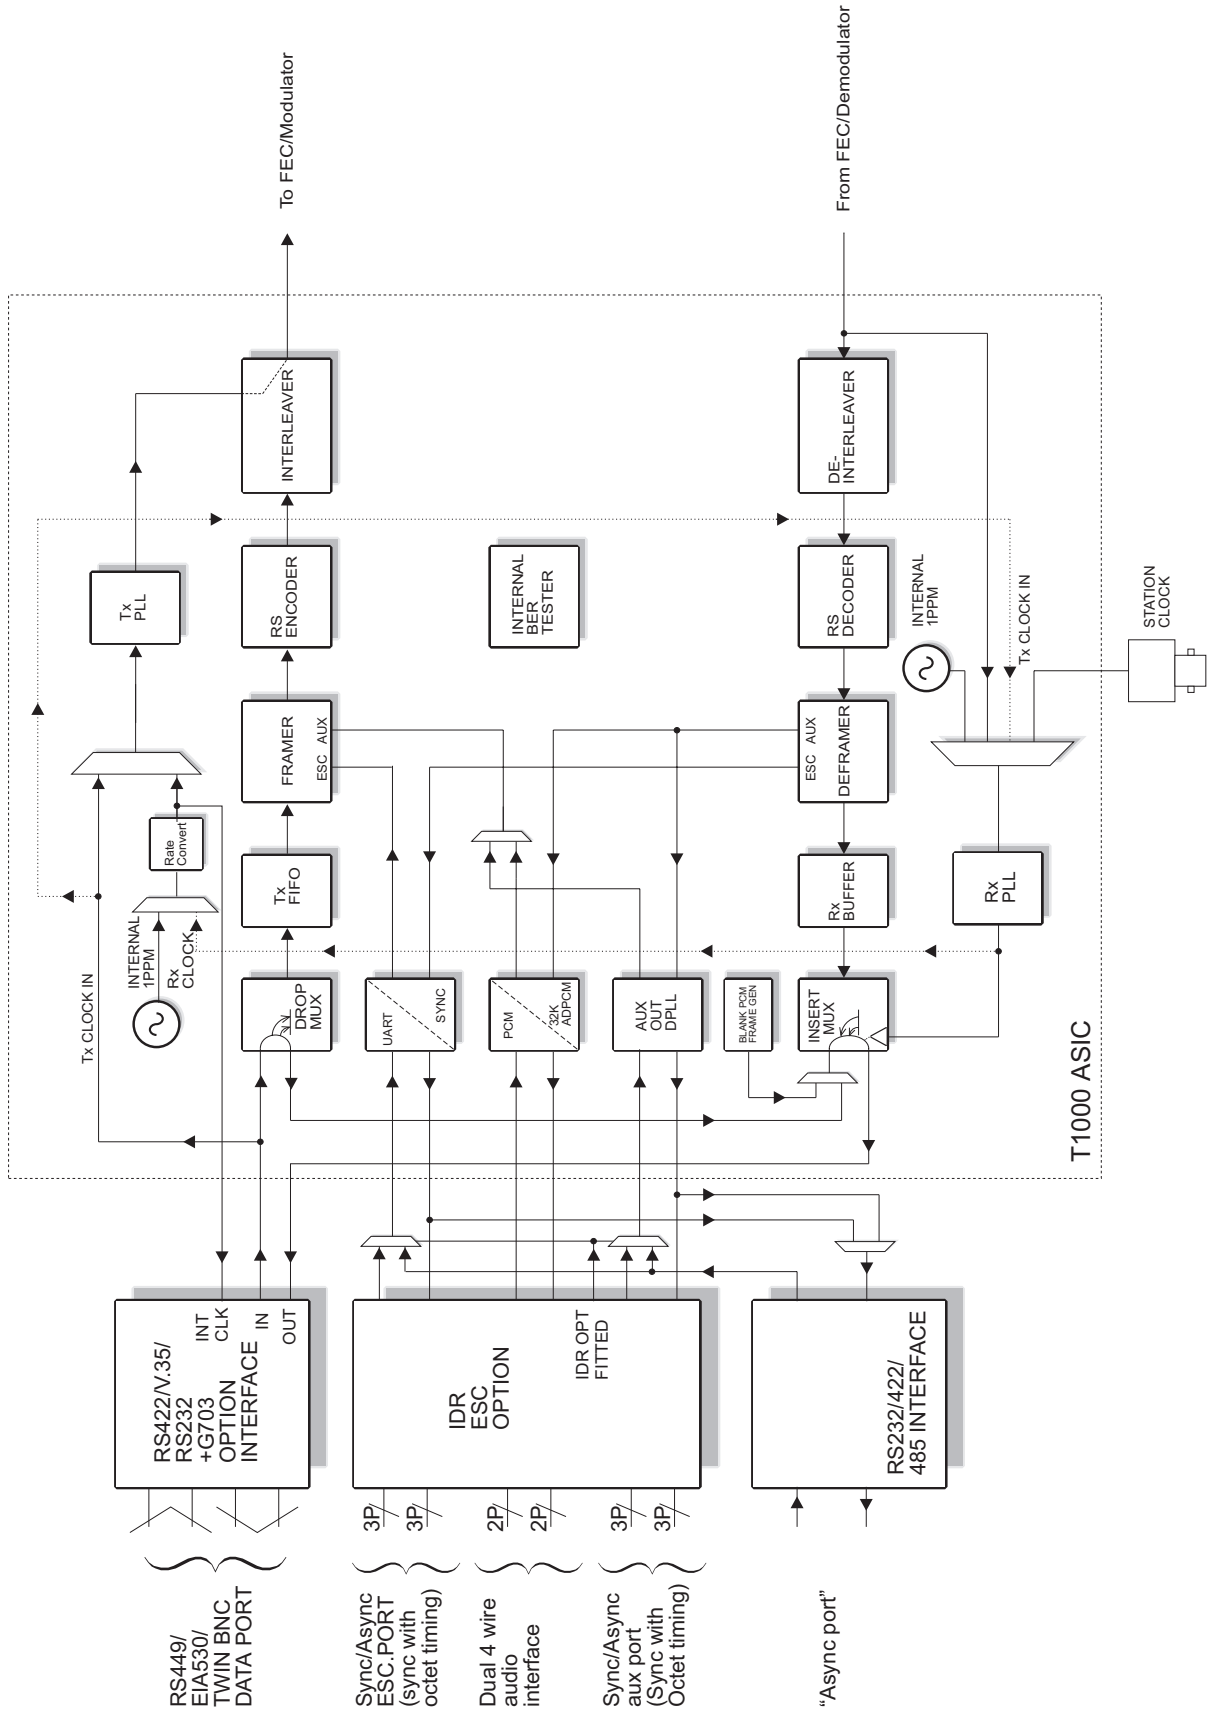 RS449/
EIA530/
TWIN BNC
DATA PORT
Sync/Async
ESC.PORT
(sync with
octet timing)
Dual 4 wire
audio
interface
Sync/Async
aux port
(Sync with
Octet timing)
“Async port”
3P
3P
2P
2P
3P
3P
RS422/V.35/
RS232
+G703
OPTION
INTERFACE
INT
CLK
IN
OUT
IDR
ESC
OPTION
IDR OPT
FITTED
RS232/422/
485 INTERFACE
Tx CLOCK IN
INTERNAL
1PPM
Rx
CLOCK
Rate
Convert
Tx
PLL
DROP
MUX
Tx
FIFO
FRAMER
ESC AUX
RS
ENCODER
INTERLEAVER
To FEC/Modulator
UART
SYNC
PCM
32K
ADPCM
AUX
OUT
DPLL
BLANK PCM
FRAME GEN
INTERNAL
BER
TESTER
INSERT
MUX
Rx
BUFFER
ESC AUX
DEFRAMER
RS
DECODER
DE-
INTERLEAVER
From FEC/Demodulator
Rx
PLL
INTERNAL
1PPM
Tx CLOCK IN
STATION
CLOCK
T1000 ASIC